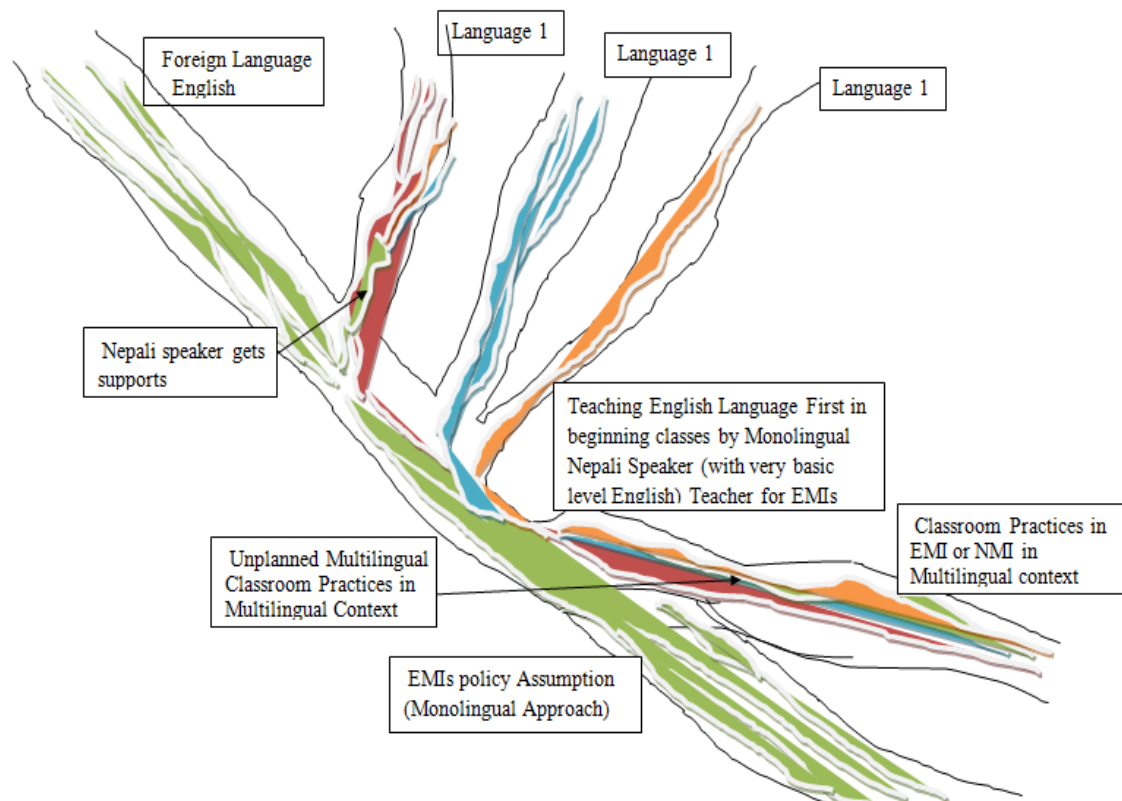 Foreign Language
English
Language 1
Language 1
Language 1
Nepali speaker gets
supports
Teaching English Language First in
beginning classes by Monolingual
Nepali Speaker (with very basic
level English) Teacher for EMIs
Unplanned Multilingual
Classroom Practices in
Multilingual Context
Classroom Practices in
EMI or NMI in
Multilingual context
EMIs policy Assumption
(Monolingual Approach)